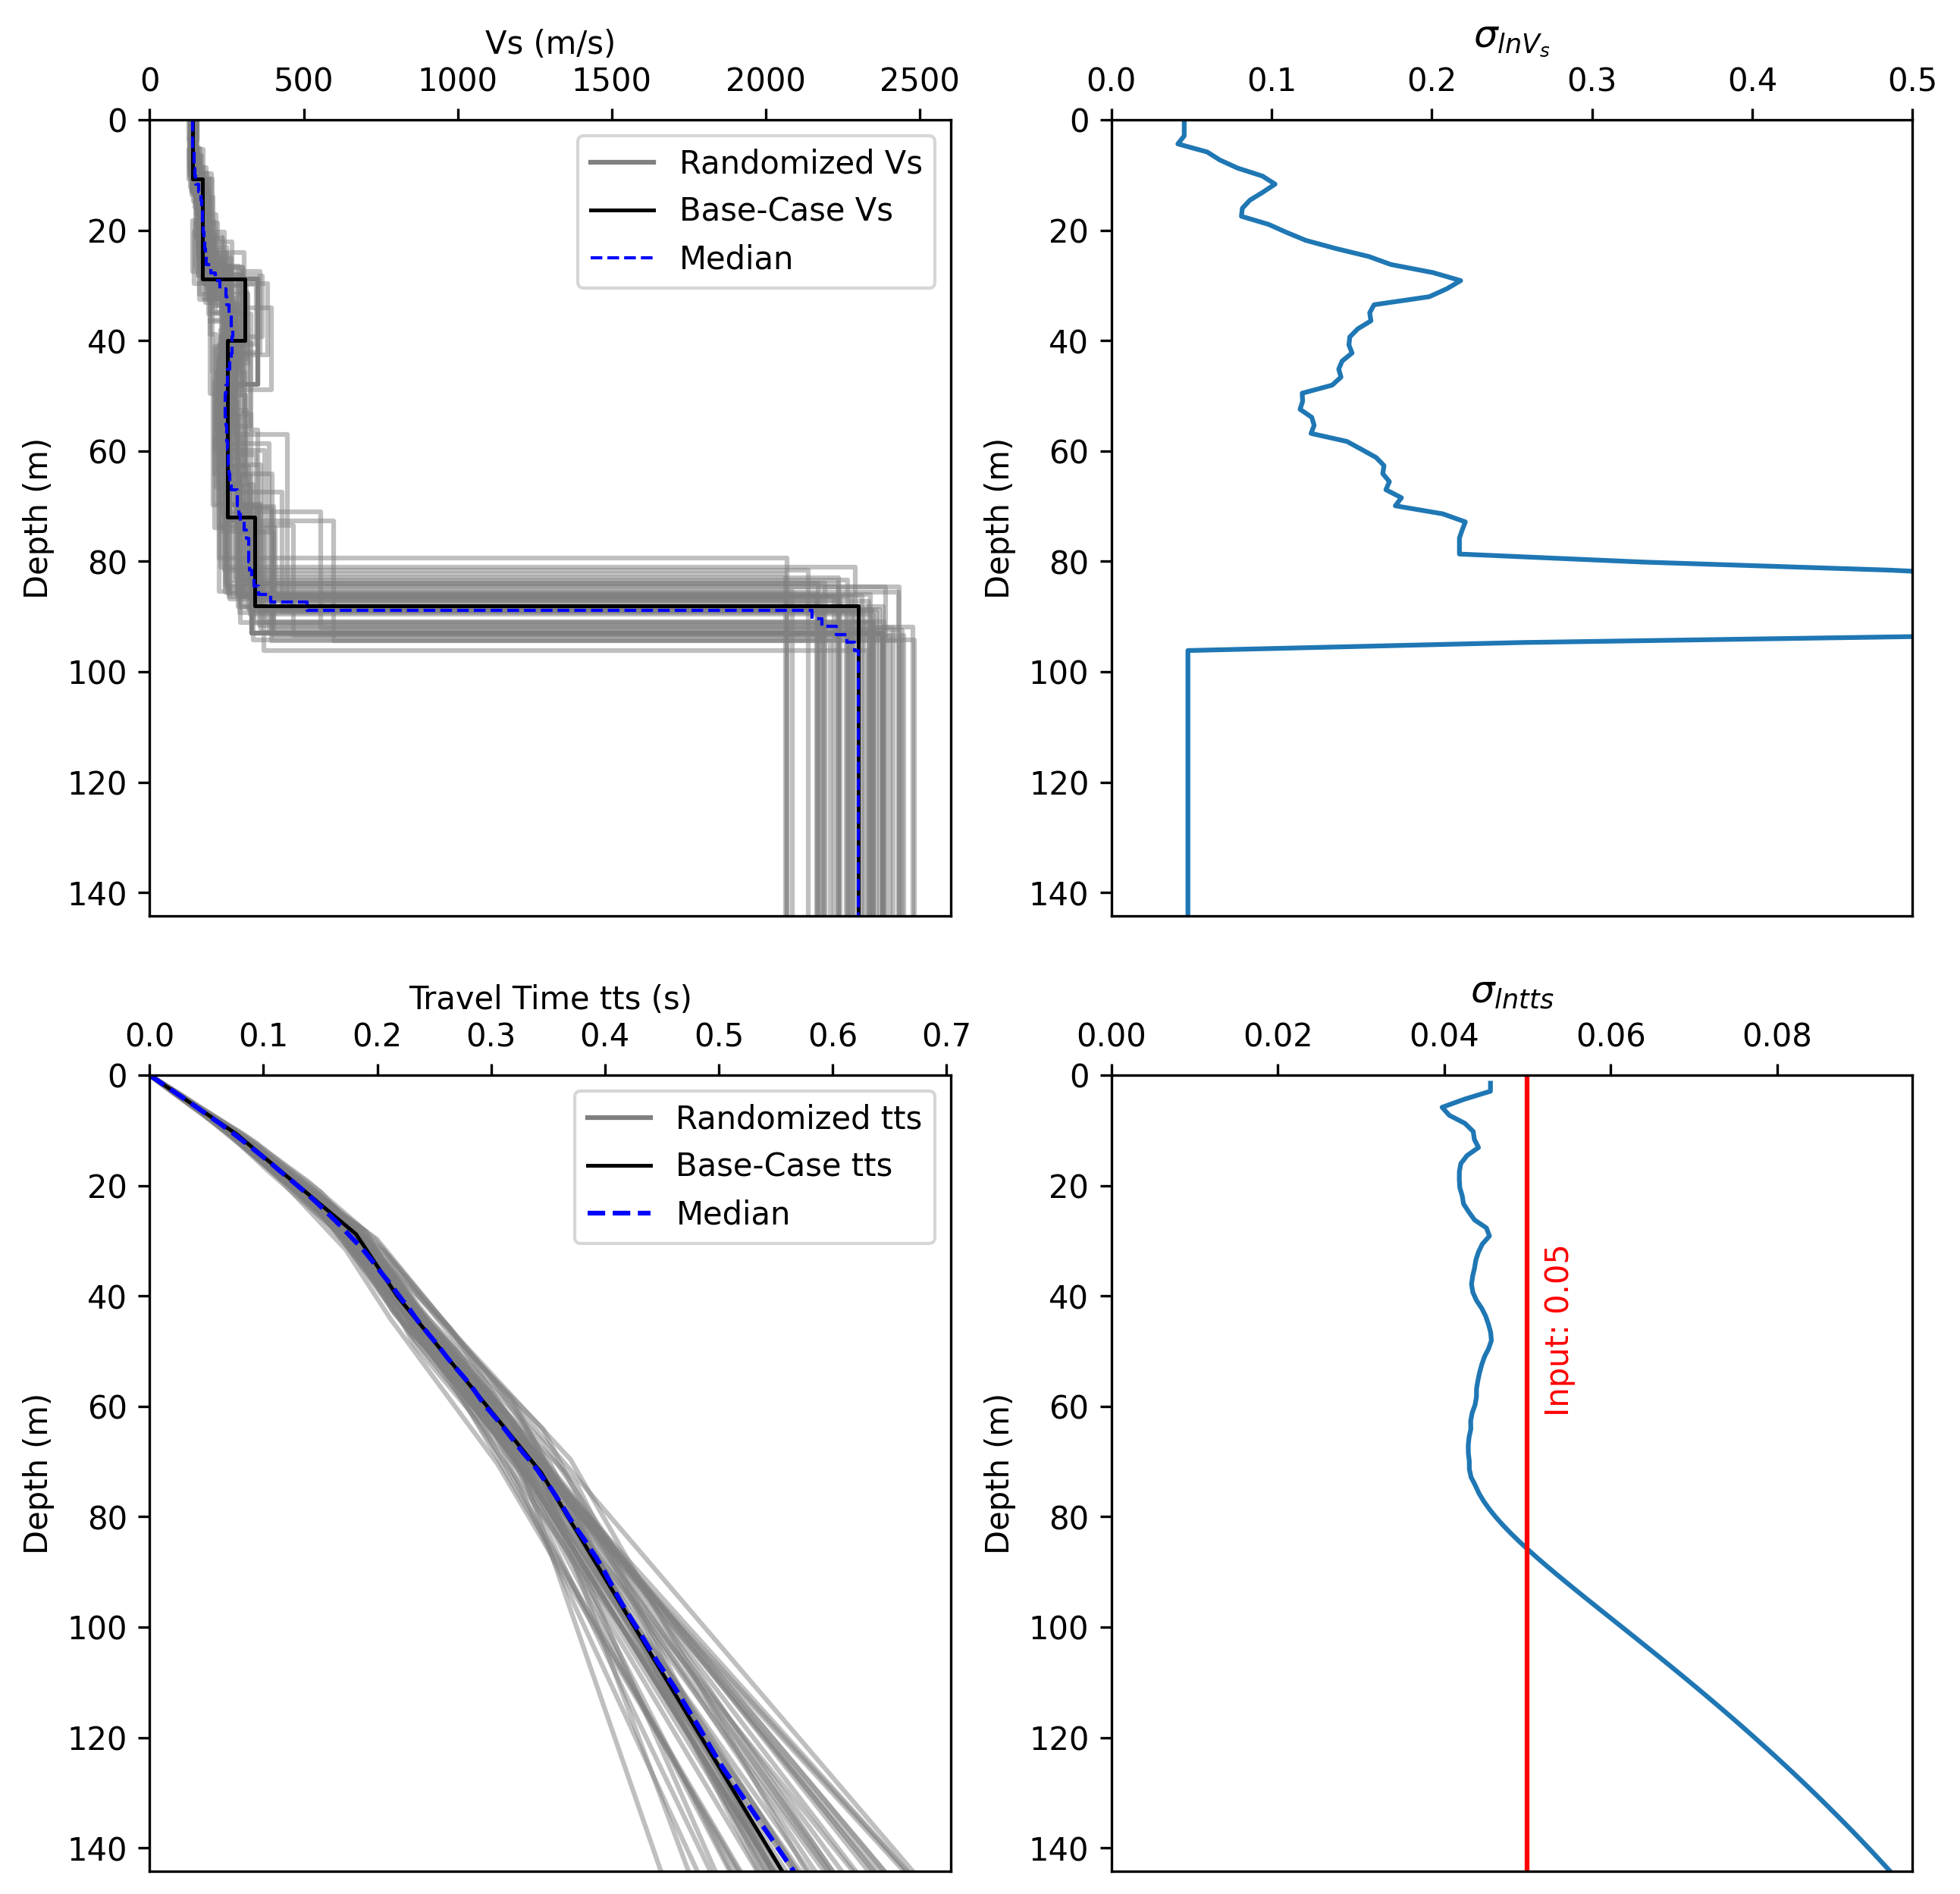 Vs (m/s)
0 500 1000 1500 2000 2500
0
20
40
60
80
100
120
140
Depth (m)
Randomized Vs
Base-Case Vs
Median
σlnVs
0.0 0.1 0.2 0.3 0.4 0.5
0
20
40
60
80
100
120
140
Depth (m)
Travel Time tts (s)
0.0 0.1 0.2 0.3 0.4 0.5 0.6 0.7
0
20
40
60
80
100
120
140
Depth (m)
Randomized tts
Base-Case tts
Median
σlntts
0.00 0.02 0.04 0.06 0.08
0
20
40
60
80
100
120
140
Depth (m)
Input: 0.05